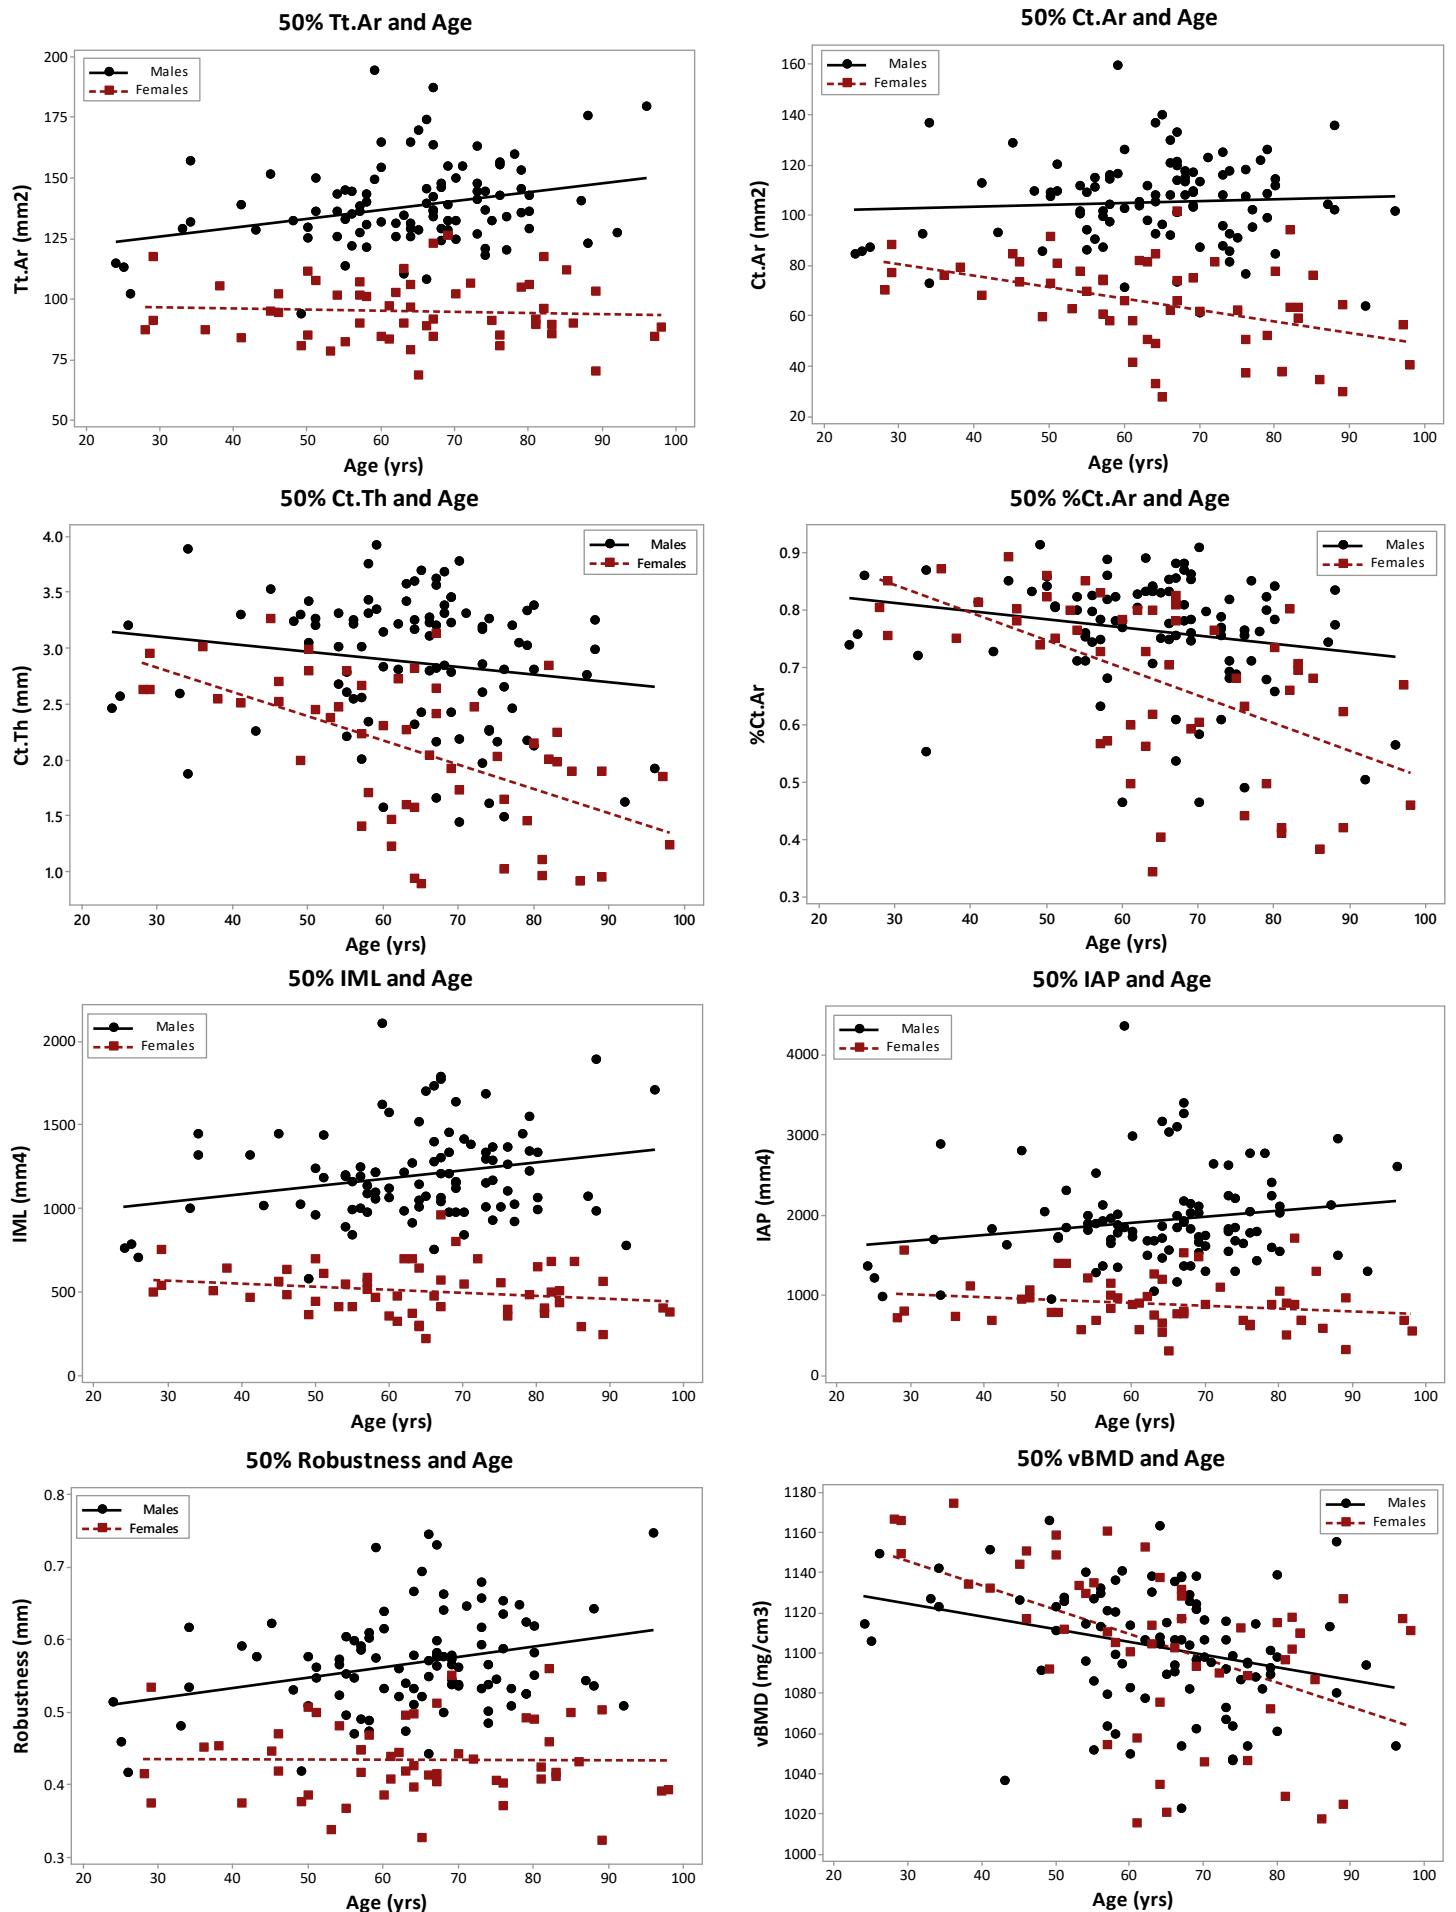 50% Tt.Ar and Age
Males
Females
Tt.Ar (mm2)
200
175
150
125
100
75
50
20 30 40 50 60 70 80 90 100
Age (yrs)
50% Ct.Ar and Age
Males
Females
Ct.Ar (mm2)
160
140
120
100
80
60
40
20
20 30 40 50 60 70 80 90 100
Age (yrs)
50% Ct.Th and Age
Males
Females
Ct.Th (mm)
4.0
3.5
3.0
2.5
2.0
1.5
1.0
20 30 40 50 60 70 80 90 100
Age (yrs)
50% %Ct.Ar and Age
Males
Females
%Ct.Ar
0.9
0.8
0.7
0.6
0.5
0.4
0.3
20 30 40 50 60 70 80 90 100
Age (yrs)
50% IML and Age
Males
Females
IML (mm4)
2000
1500
1000
500
0
20 30 40 50 60 70 80 90 100
Age (yrs)
50% IAP and Age
Males
Females
IAP (mm4)
4000
3000
2000
1000
0
20 30 40 50 60 70 80 90 100
Age (yrs)
50% Robustness and Age
Males
Females
Robustness (mm)
0.8
0.7
0.6
0.5
0.4
0.3
20 30 40 50 60 70 80 90 100
Age (yrs)
50% vBMD and Age
Males
Females
vBMD (mg/cm3)
1180
1160
1140
1120
1100
1080
1060
1040
1020
1000
20 30 40 50 60 70 80 90 100
Age (yrs)